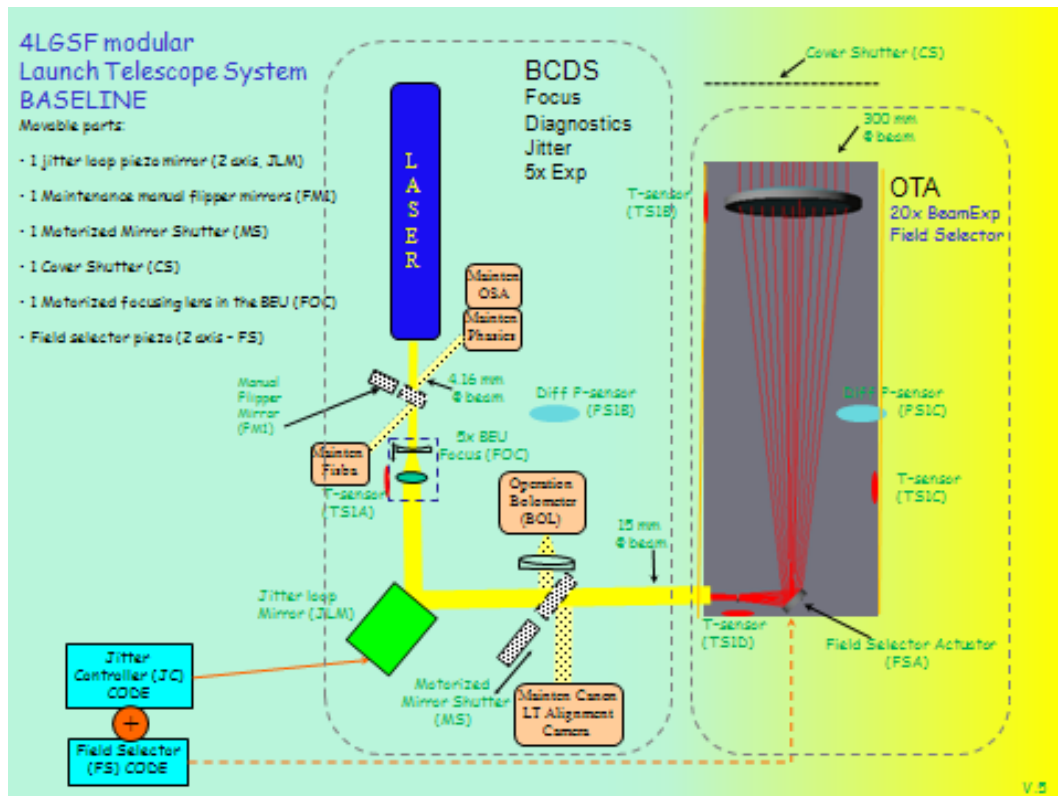 4LGSF modular
Launch Telescope System
BASELINE
Movable parts:
• 1 jitter loop piezo mirror (2 axis, JLM)
• 1 Maintenance manual flipper mirrors (FM1)
• 1 Motorized Mirror Shutter (MS)
• 1 Cover Shutter (CS)
• 1 Motorized focusing lens in the BEU (FOC)
• Field selector piezo (2 axis – FS)
LASER
BCDS
Focus
Diagnostics
Jitter
5x Exp
Cover Shutter (CS)
300 mm
@ beam
T-sensor
(TS1B)
OTA
20x BeamExp
Field Selector
Mainten
OSA
Mainten
Phasics
4.16 mm
@ beam
Manual
Flipper
Mirror
(FM1)
Diff P-sensor
(PS1B)
Diff P-sensor
(PS1C)
Mainten
Fisba
5x BEU
Focus (FOC)
T-sensor
(TS1A)
Operation
Bolometer
(BOL)
T-sensor
(TS1C)
15 mm
@ beam
Jitter loop
Mirror (JLM)
T-sensor
(TS1D)
Field Selector Actuator
(FSA)
Jitter
Controller (JC)
CODE
+
Field Selector
(FS) CODE
Motorized
Mirror Shutter
(MS)
Mainten Canon
LT Alignment
Camera
V.5